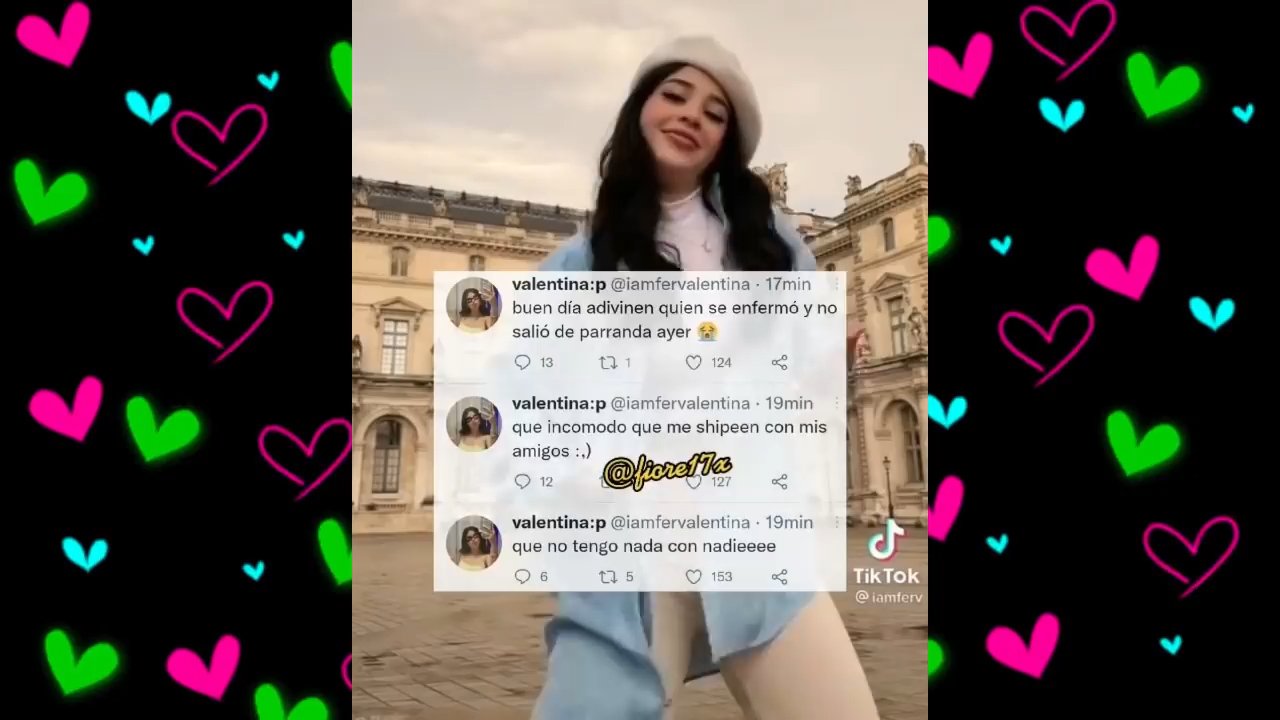 valentina:p @iamfervalentina · 17min
buen día adivinen quien se enfermó y no
salió de parranda ayer 😭
13 1 124
valentina:p @iamfervalentina · 19min
que incomodo que me shipeen con mis
amigos :,)
@fiore17x
12 127
valentina:p @iamfervalentina · 19min
que no tengo nada con nadieeee
6 5 153
TikTok
@iamferv